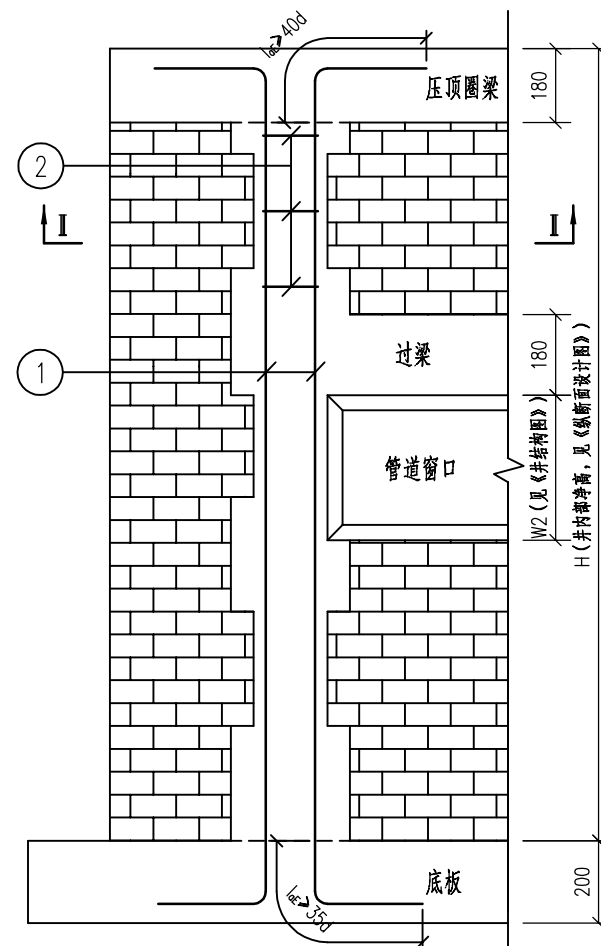 laE≥40d
压顶圈梁
180
2
I
I
过梁
180
1
管道窗口
W2（见《井结构图》）
H（井内部净高，见《纵断面设计图》）
底板
200
laE≥35d